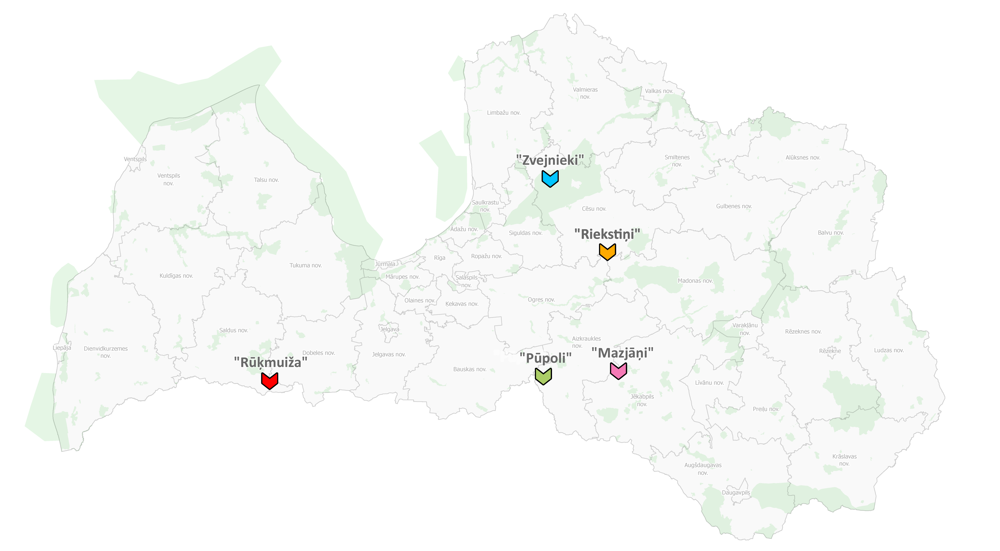 Valmieras
nov.
Valkas nov.
Limbažu nov.
Ventspils
"Zvejnieki"
Smiltenes
nov.
Alūksnes nov.
Ventspils
nov.
Talsu nov.
Saulkrastu
nov.
Cēsu nov.
Gulbenes nov.
Ādažu nov.
Siguldas nov.
"Riekstiņi"
Balvu nov.
Rīga
Ropažu nov.
Jūrmala
Tukuma nov.
Kuldīgas nov.
Mārupes nov.
Salaspils
nov.
Madonas nov.
Olaines nov.
Ķekavas nov.
Ogres nov.
Saldus nov.
Jelgava
Varakļānu
nov.
Rēzeknes nov.
Aizkraukles
nov.
Liepāja
Dienvidkurzemes
nov.
"Rūķmuiža"
Dobeles nov.
Jelgavas nov.
Bauskas nov.
"Pūpoli"
"Mazjāņi"
Rēzekne
Ludzas nov.
Līvānu nov.
Jēkabpils
nov.
Preiļu nov.
Krāslavas
nov.
Augšdaugavas
nov.
Daugavpils